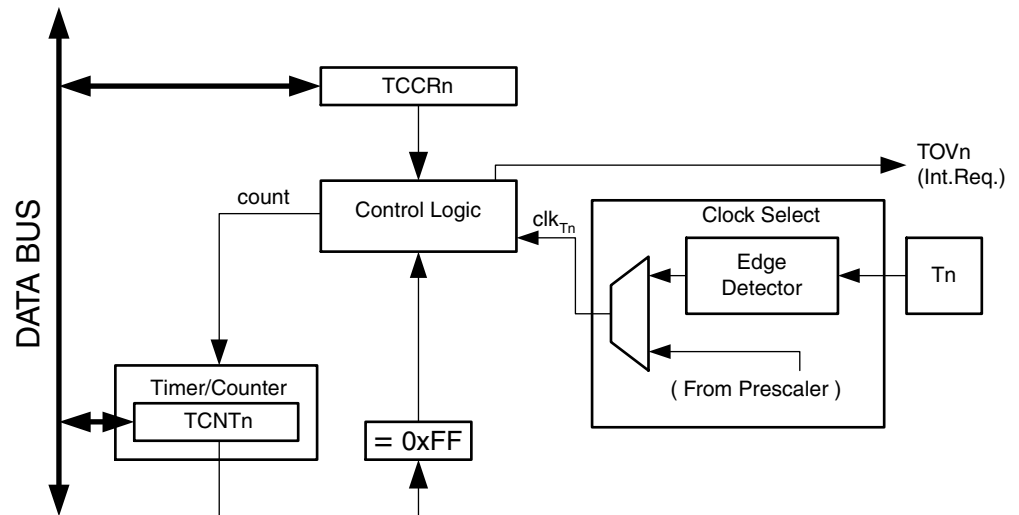 TCCRn
TOVn
(Int.Req.)
count
Control Logic
clkTn
Clock Select
Edge
Detector
Tn
DATA BUS
( From Prescaler )
Timer/Counter
TCNTn
= 0xFF